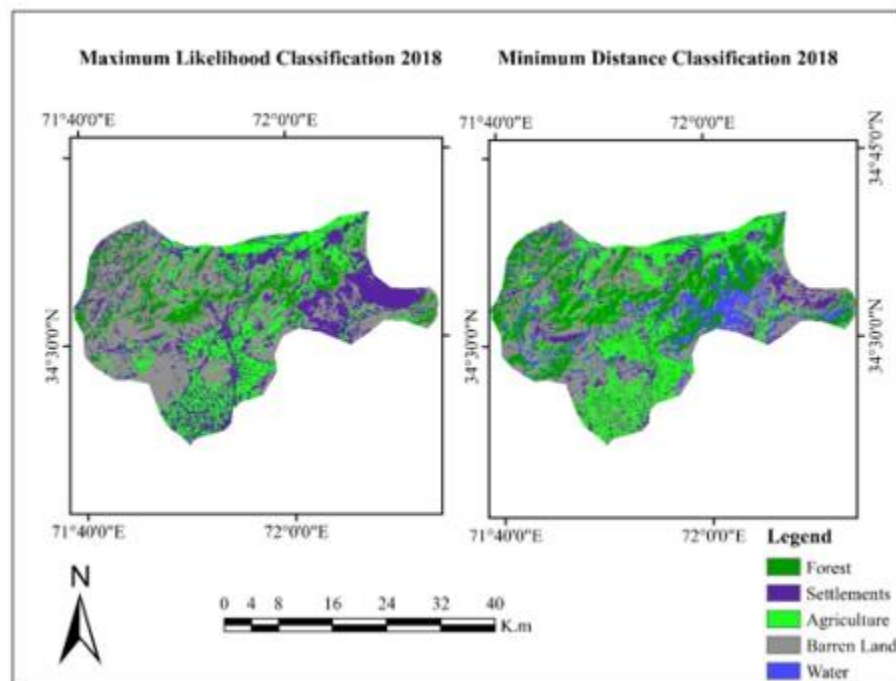 Maximum Likelihood Classification 2018
Minimum Distance Classification 2018
71°40'0"E
72°0'0"E
71°40'0"E
72°0'0"E
34°45'0"N
34°30'0"N
34°30'0"N
34°30'0"N
71°40'0"E
72°0'0"E
71°40'0"E
72°0'0"E
Legend
Forest
Settlements
Agriculture
Barren Land
Water
N
0 4 8 16 24 32 40
K.m